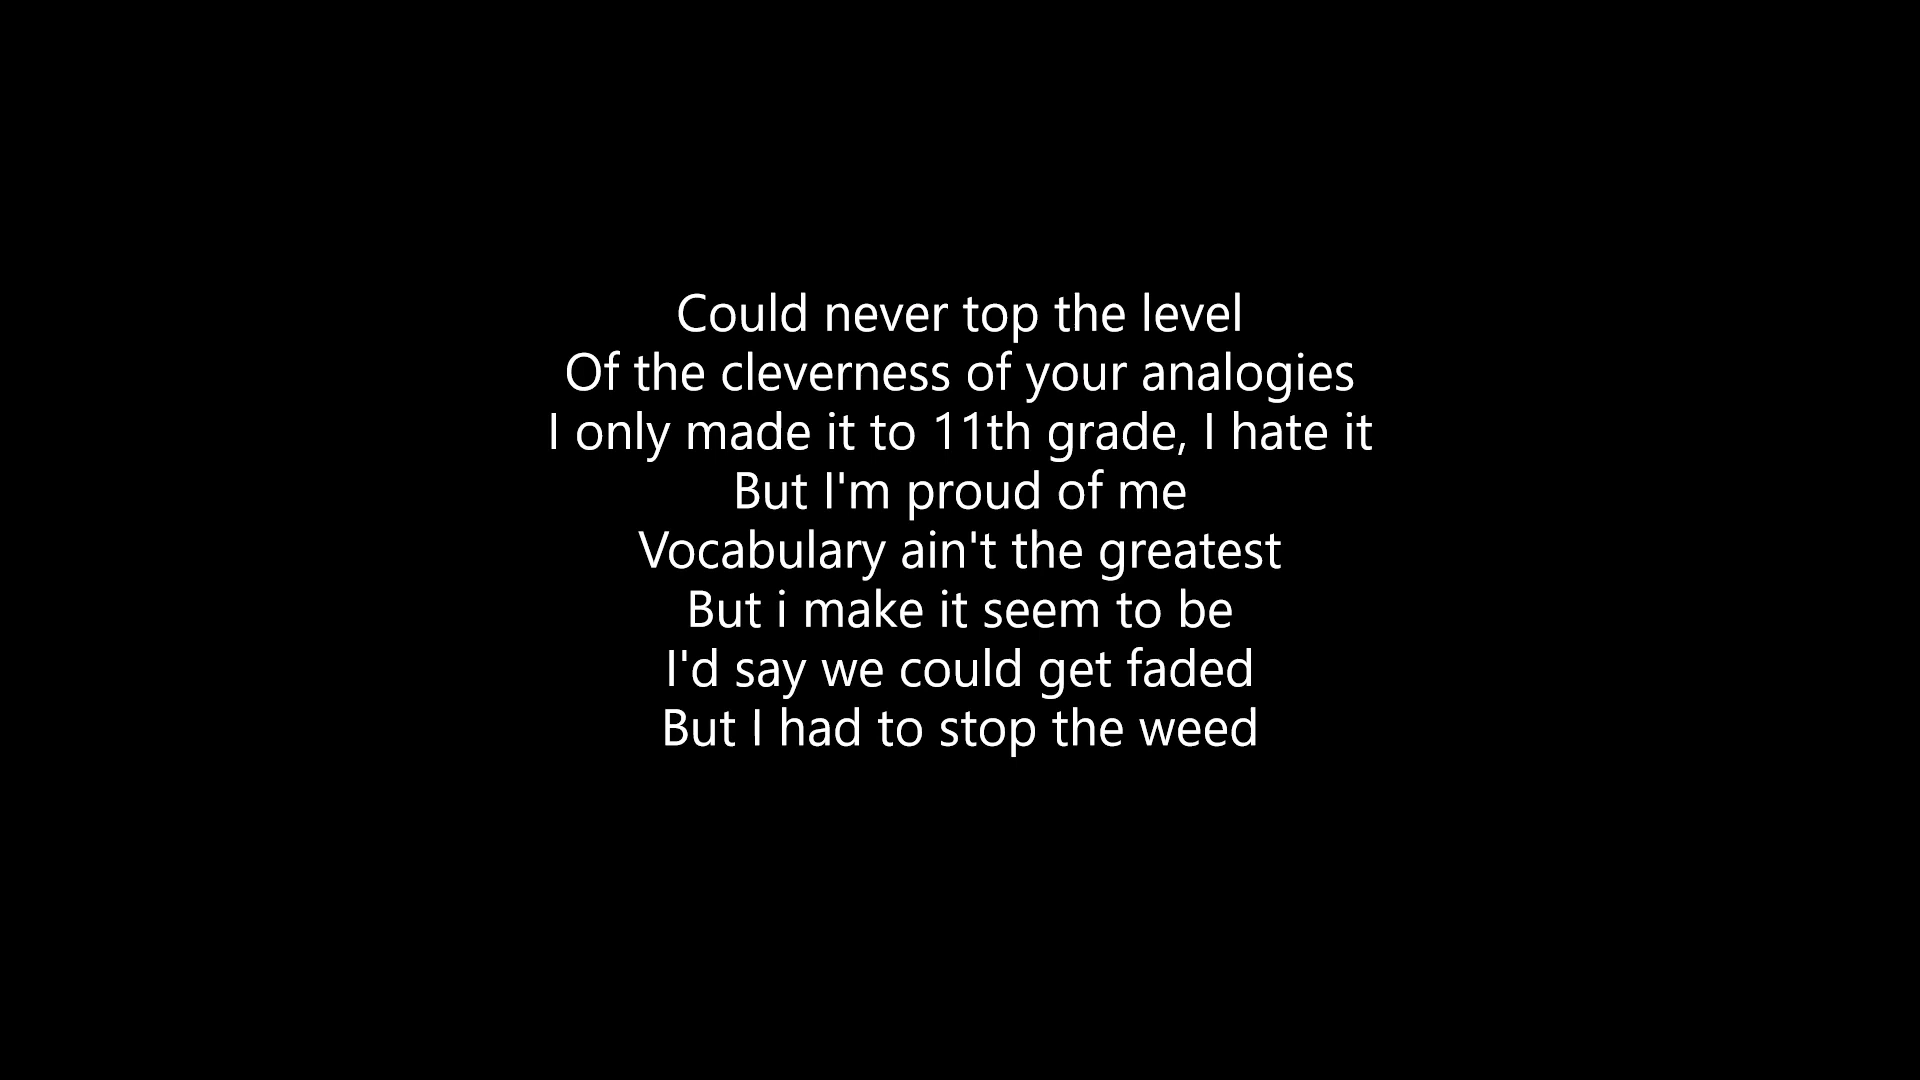 Could never top the level
Of the cleverness of your analogies
I only made it to 11th grade, I hate it
But I'm proud of me
Vocabulary ain't the greatest
But i make it seem to be
I'd say we could get faded
But I had to stop the weed